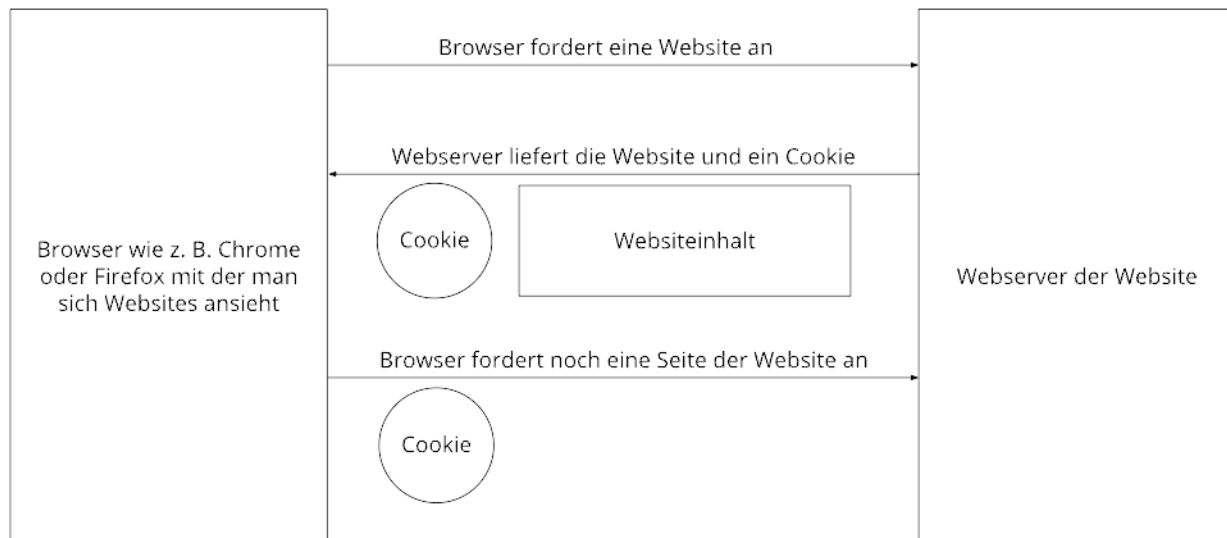 Browser fordert eine Website an
Webserver liefert die Website und ein Cookie
Cookie
Websiteinhalt
Browser wie z. B. Chrome
oder Firefox mit der man
sich Websites ansieht
Webserver der Website
Browser fordert noch eine Seite der Website an
Cookie